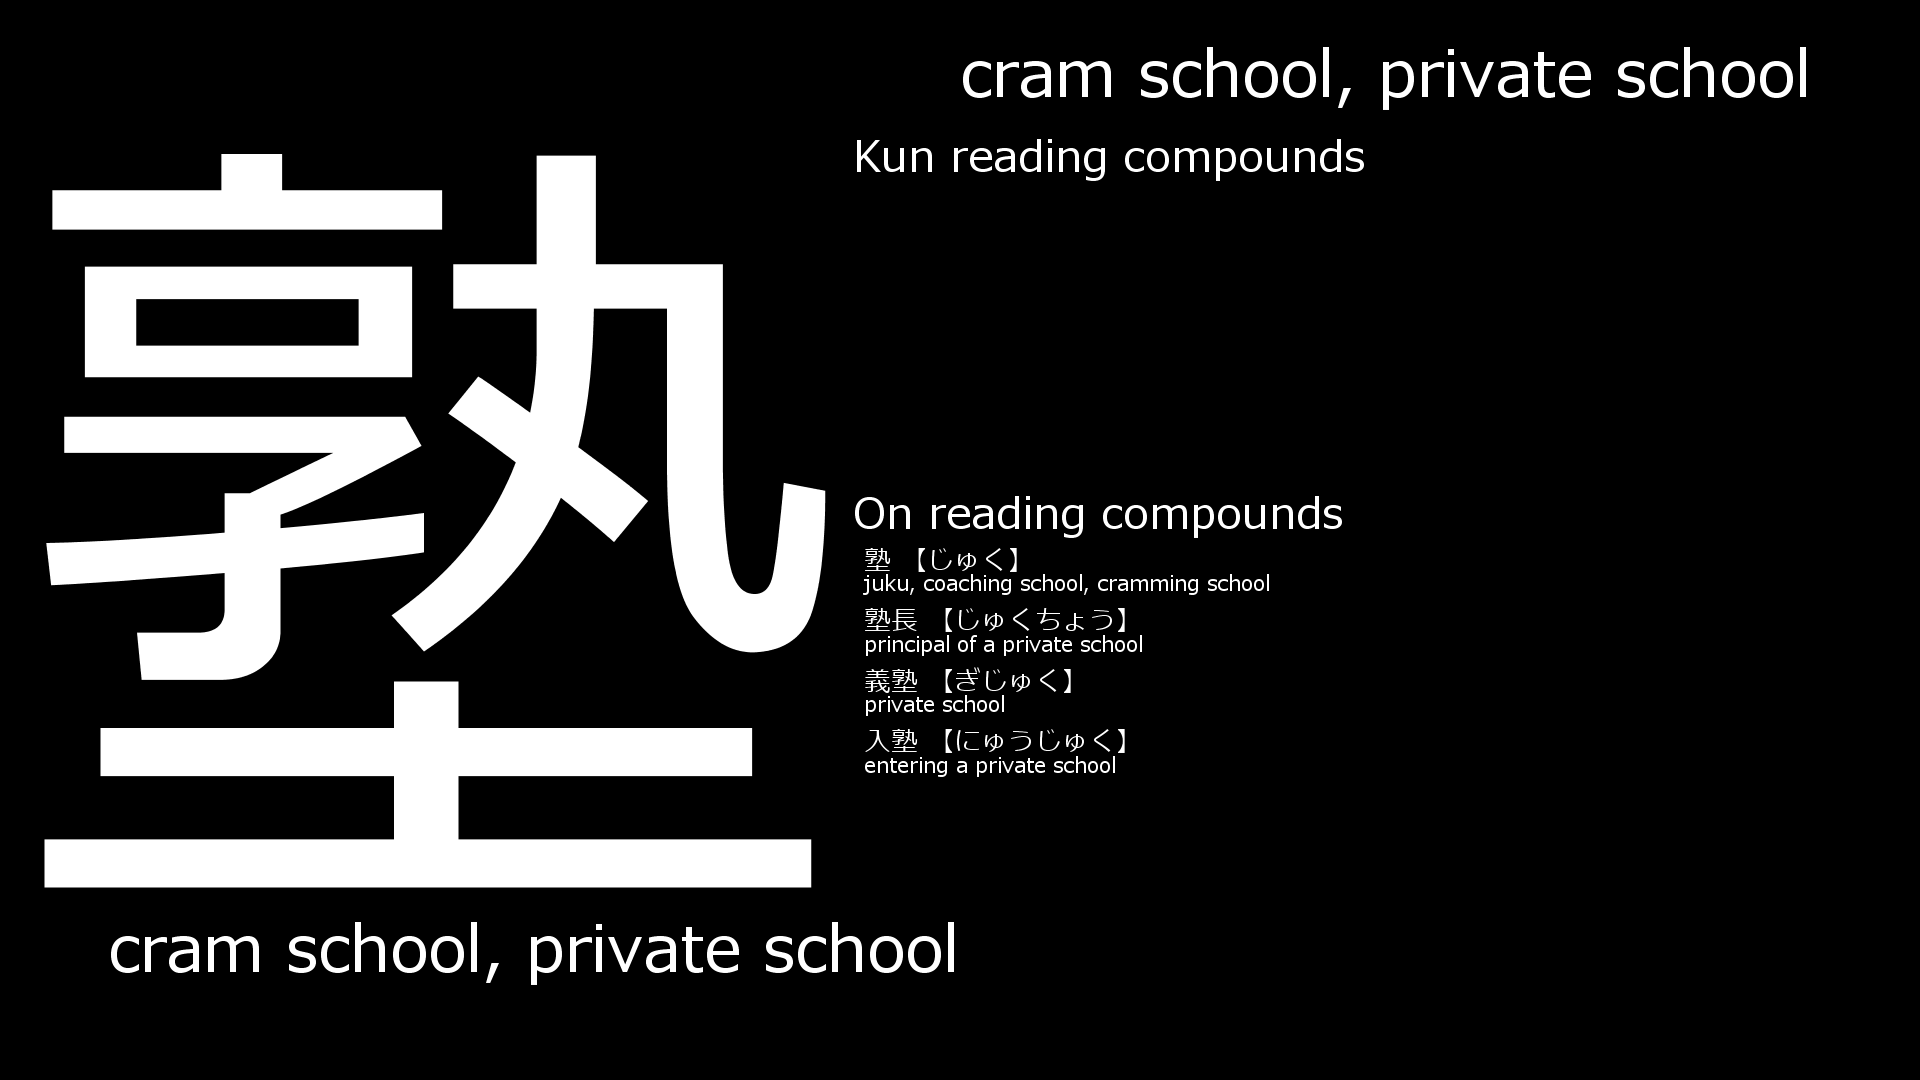 塾
cram school, private school
cram school, private school
Kun reading compounds
On reading compounds
塾 【じゅく】
juku, coaching school, cramming school
塾長 【じゅくちょう】
principal of a private school
義塾 【ぎじゅく】
private school
入塾 【にゅうじゅく】
entering a private school